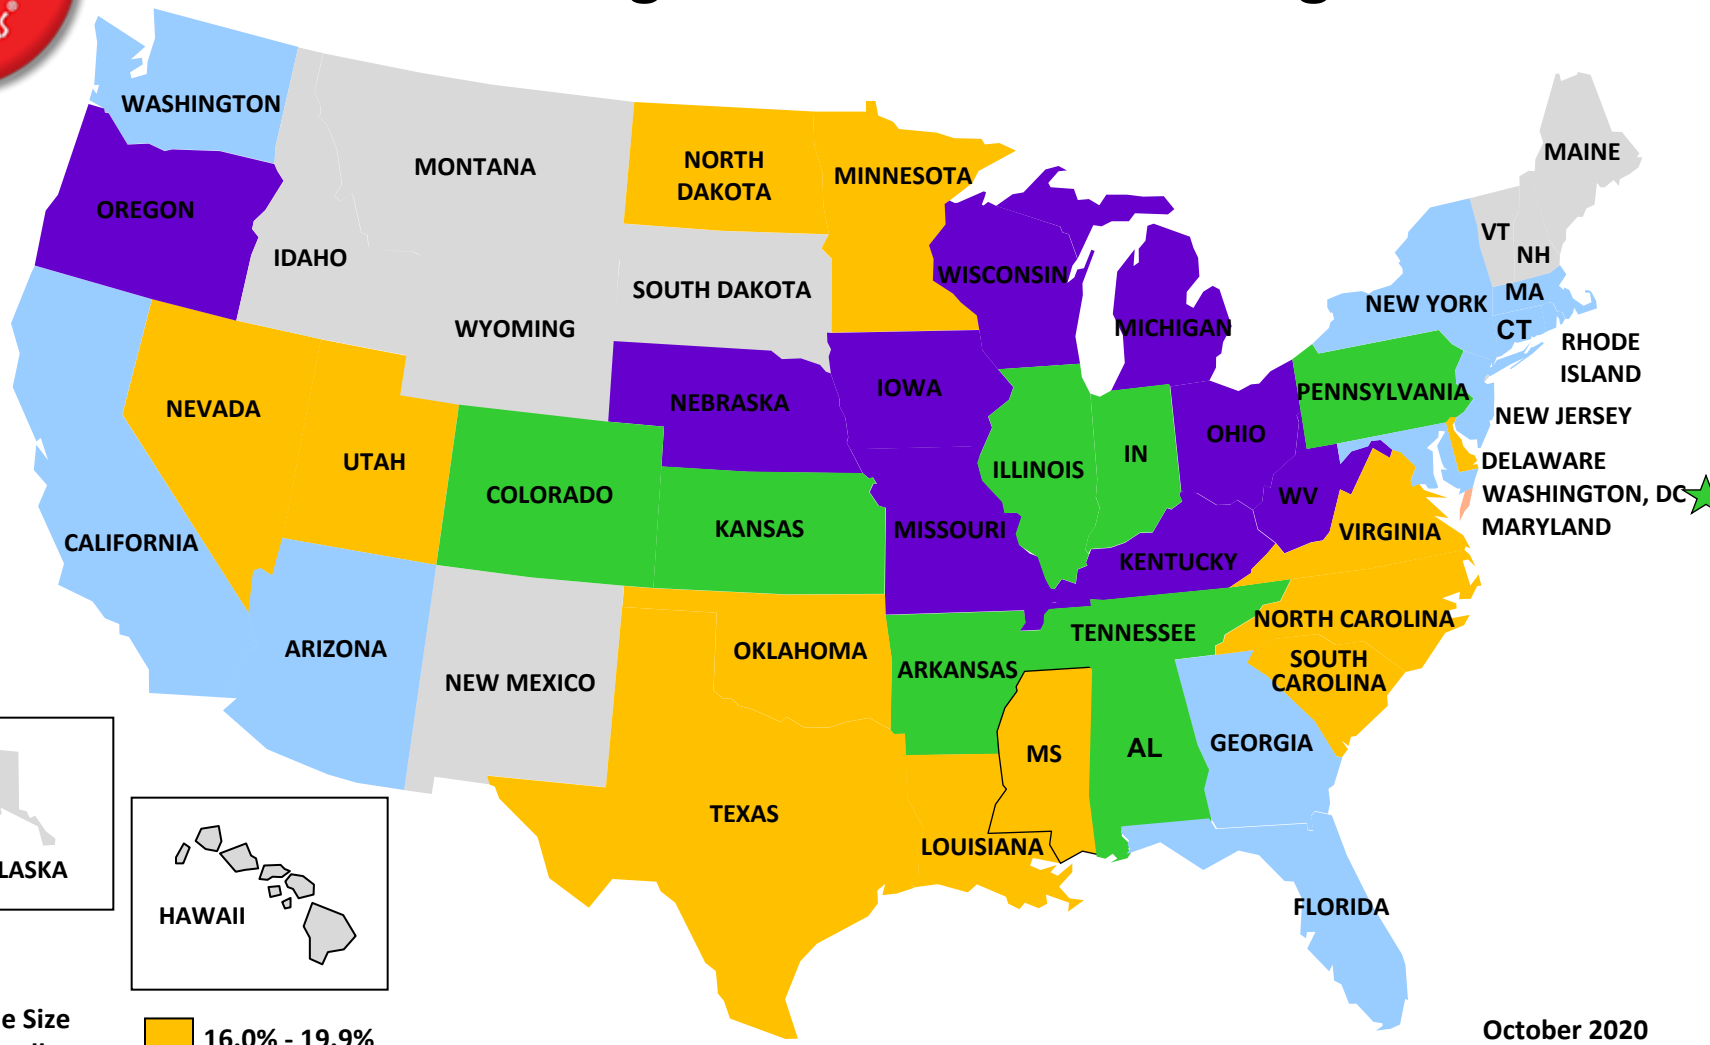 WASHINGTON
MONTANA
NORTH
DAKOTA
MINNESOTA
MAINE
OREGON
IDAHO
VT
NH
WISCONSIN
SOUTH DAKOTA
MA
NEW YORK
WYOMING
MICHIGAN
CT
RHODE
ISLAND
IOWA
PENNSYLVANIA
NEBRASKA
NEVADA
NEW JERSEY
OHIO
IN
UTAH
DELAWARE
ILLINOIS
COLORADO
WV
WASHINGTON, DC
KANSAS
MISSOURI
MARYLAND
VIRGINIA
CALIFORNIA
KENTUCKY
NORTH CAROLINA
TENNESSEE
ARIZONA
OKLAHOMA
SOUTH
CAROLINA
ARKANSAS
NEW MEXICO
GEORGIA
AL
MS
TEXAS
LOUISIANA
LASKA
FLORIDA
HAWAII
e Size
16.0% - 19.9%
October 2020